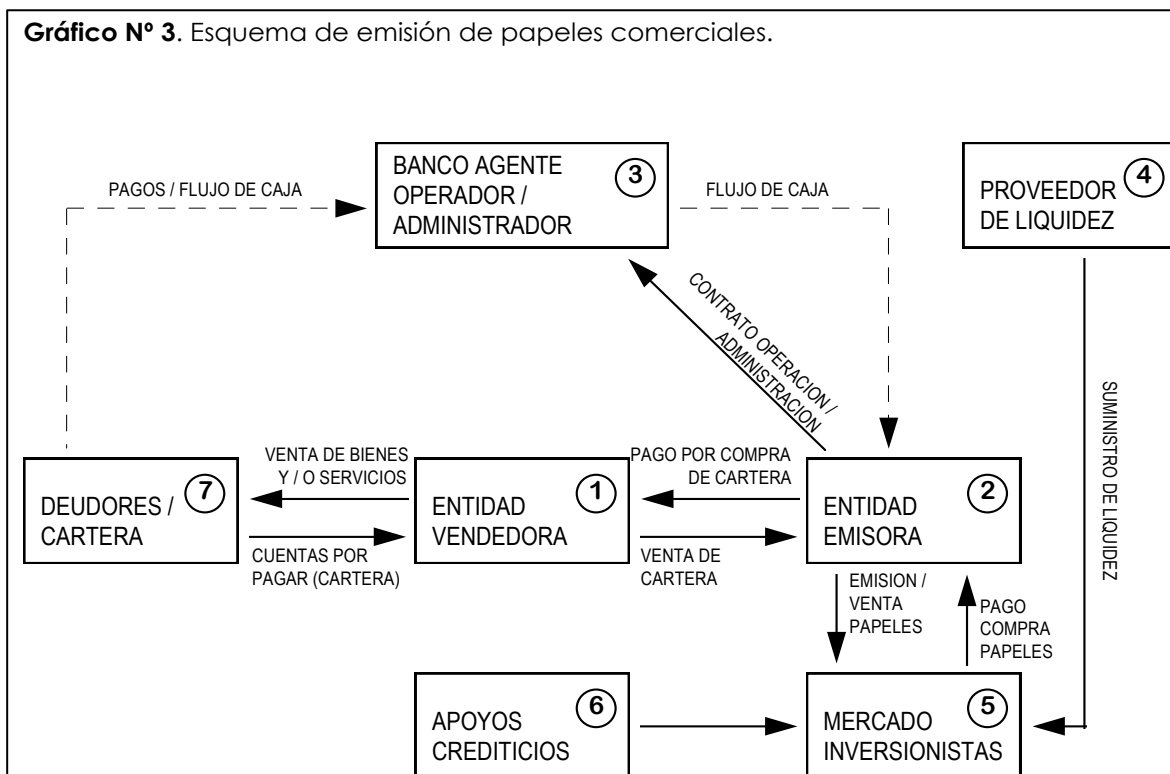 Gráfico Nº 3. Esquema de emisión de papeles comerciales.
BANCO AGENTE
OPERADOR /
ADMINISTRADOR
3
PROVEEDOR
DE LIQUIDEZ
4
PAGOS / FLUJO DE CAJA
FLUJO DE CAJA
CONTRATO OPERACION /
ADMINISTRACION
SUMINISTRO DE LIQUIDEZ
DEUDORES /
CARTERA
7
VENTA DE BIENES
Y / O SERVICIOS
CUENTAS POR
PAGAR (CARTERA)
ENTIDAD
VENDEDORA
1
PAGO POR COMPRA
DE CARTERA
VENTA DE
CARTERA
ENTIDAD
EMISORA
2
EMISION /
VENTA
PAPELES
PAGO
COMPRA
PAPELES
APOYOS
CREDITICIOS
6
MERCADO
INVERSIONISTAS
5